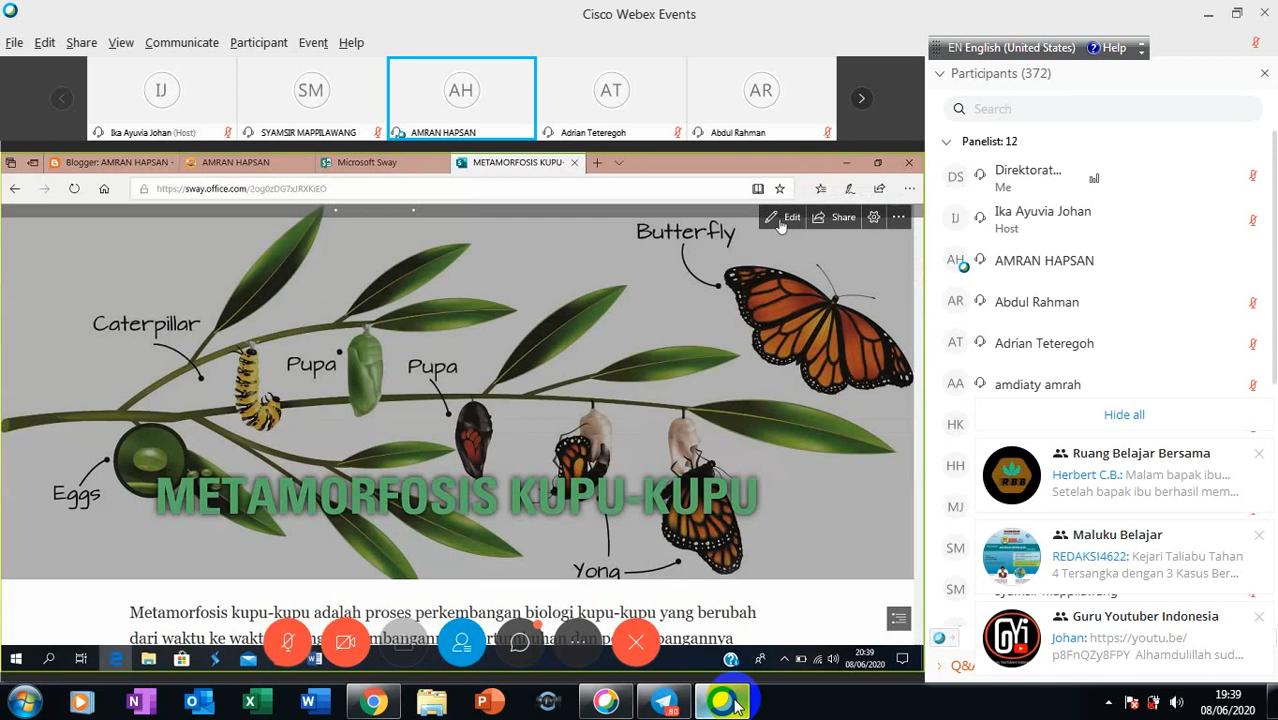 Cisco Webex Events
File Edit Share View Communicate Participant Event Help
EN English (United States) Help
IJ SM AH AT AR
Ika Ayuvia Johan (Host) SYAMSIR MAPPILAWANG AMRAN HAPSAN Adrian Teteregoh Abdul Rahman
Blogger: AMRAN HAPSAN - AMRAN HAPSAN Microsoft Sway METAMORFOSIS KUPU-
https://sway.office.com/2og0zDG7xJRXKiEO
Edit Share
Butterfly
Caterpillar
Pupa
Pupa
Eggs
METAMORFOSIS KUPU-KUPU
Yong
Metamorfosis kupu-kupu adalah proses perkembangan biologi kupu-kupu yang berubah
20:39
08/06/2020
Participants (372)
Search
Panelist: 12
DS Direktorat...
Me
IJ Ika Ayuvia Johan
Host
AH AMRAN HAPSAN
AR Abdul Rahman
AT Adrian Teteregoh
AA amdiaty amrah
HK
HH
MJ
SM
SM
Hide all
Ruang Belajar Bersama
RBB
Herbert C.B.: Malam bapak ibu...
Setelah bapak ibu berhasil mem...
Maluku Belajar
REDAKSI4622: Kejari Taliabu Tahan
4 Tersangka dengan 3 Kasus Ber...
Guru Youtuber Indonesia
GYI
Johan: https://youtu.be/
p8FnQZy8FPY Alhamdulillah sud...
Q&A
80
19:39
08/06/2020